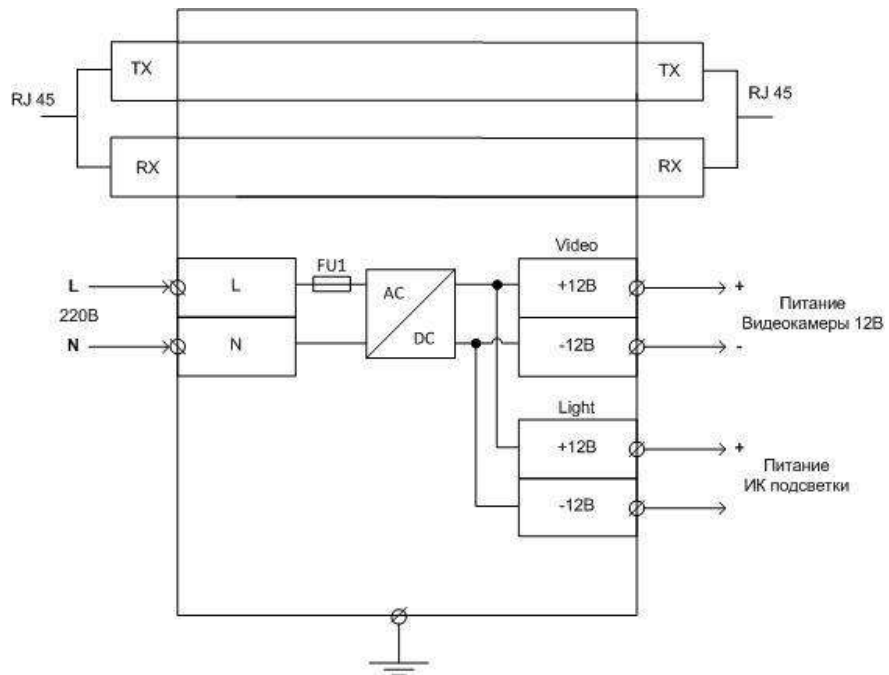 TX
TX
RJ 45
RJ 45
RX
RX
Video
L
L
FU1
AC
+12В
+
220В
Питание
Видеокамеры 12В
N
N
DC
-12В
-
Light
+12В
+
Питание
ИК подсветки
-12В